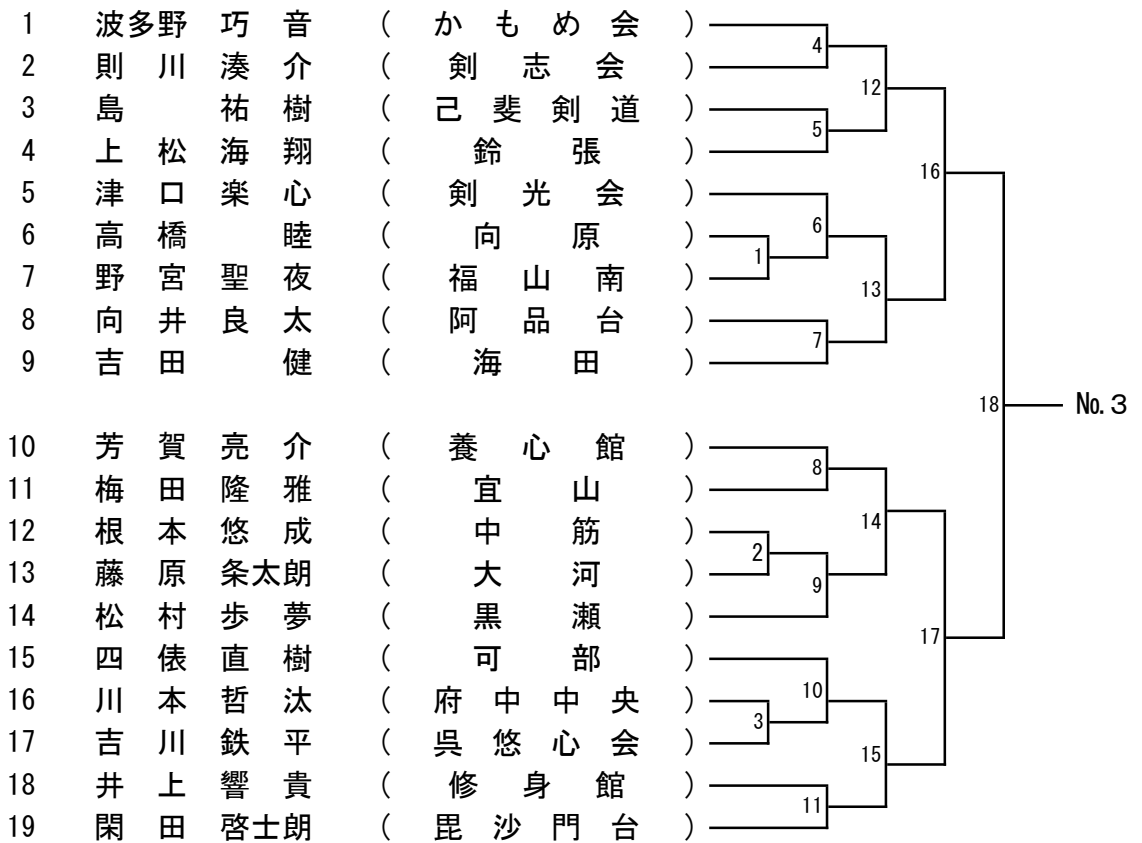 1 波多野 巧 音 ( か も め 会 )
2 則 川 湊 介 ( 剣 志 会 )
3 島 祐 樹 ( 己 斐 剣 道 )
4 上 松 海 翔 ( 鈴 張 )
5 津 口 楽 心 ( 剣 光 会 )
6 高 橋 睦 ( 向 原 )
7 野 宮 聖 夜 ( 福 山 南 )
8 向 井 良 太 ( 阿 品 台 )
9 吉 田 健 ( 海 田 )
10 芳 賀 亮 介 ( 養 心 館 )
11 梅 田 隆 雅 ( 宜 山 )
12 根 本 悠 成 ( 中 筋 )
13 藤 原 条太朗 ( 大 河 )
14 松 村 歩 夢 ( 黒 瀬 )
15 四 俵 直 樹 ( 可 部 )
16 川 本 哲 汰 ( 府 中 中 央 )
17 吉 川 鉄 平 ( 呉 悠 心 会 )
18 井 上 響 貴 ( 修 身 館 )
19 閑 田 啓士朗 ( 毘 沙 門 台 )
4
12
5
16
6
1
13
7
18 №3
8
14
2
9
17
10
3
15
11